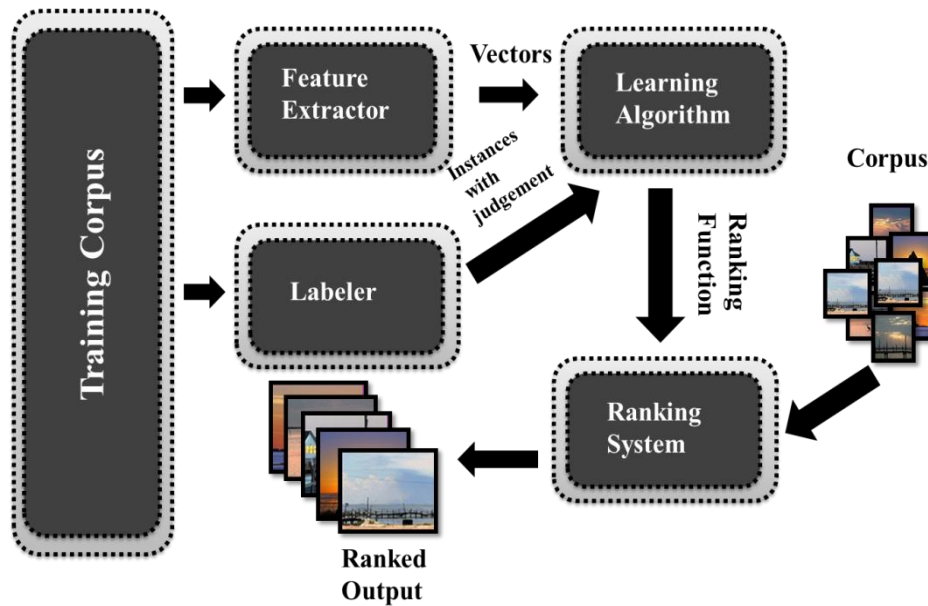 Training Corpus
Feature
Extractor
Vectors
Learning
Algorithm
Instances
with
judgement
Labeler
Ranking
Function
Corpus
Ranking
System
Ranked
Output